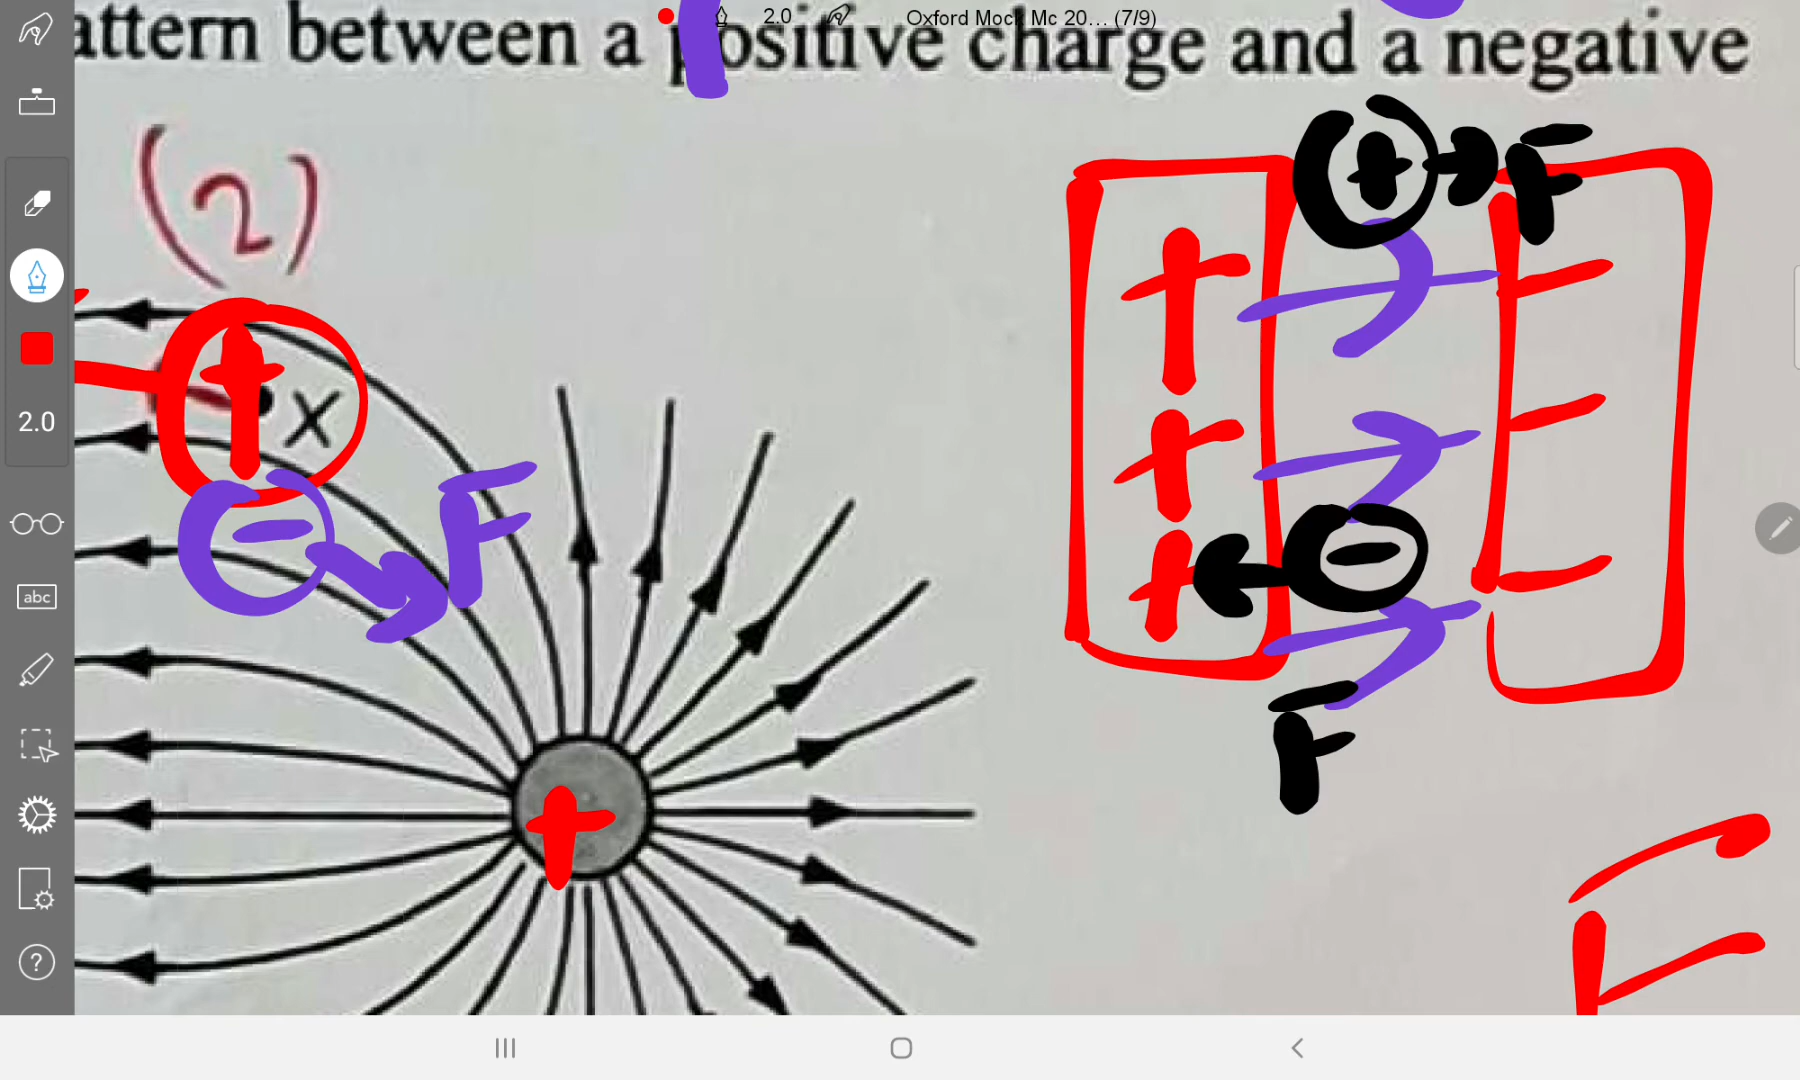 2.0 Oxford Mock Mc 20... (7/9)
attern between a positive charge and a negative
(2)
+ → F
+ -
+ X
2.0
+ -
- → F
+ ← - -
abc
F
+
F
?